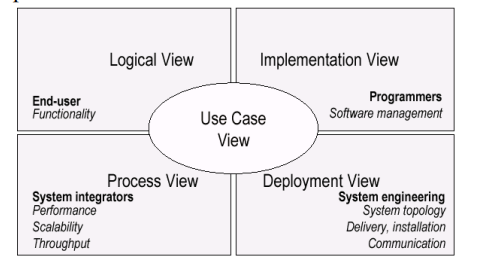 Logical View
Implementation View
End-user
Functionality
Programmers
Software management
Use Case
View
Process View
System integrators
Performance
Scalability
Throughput
Deployment View
System engineering
System topology
Delivery, installation
Communication